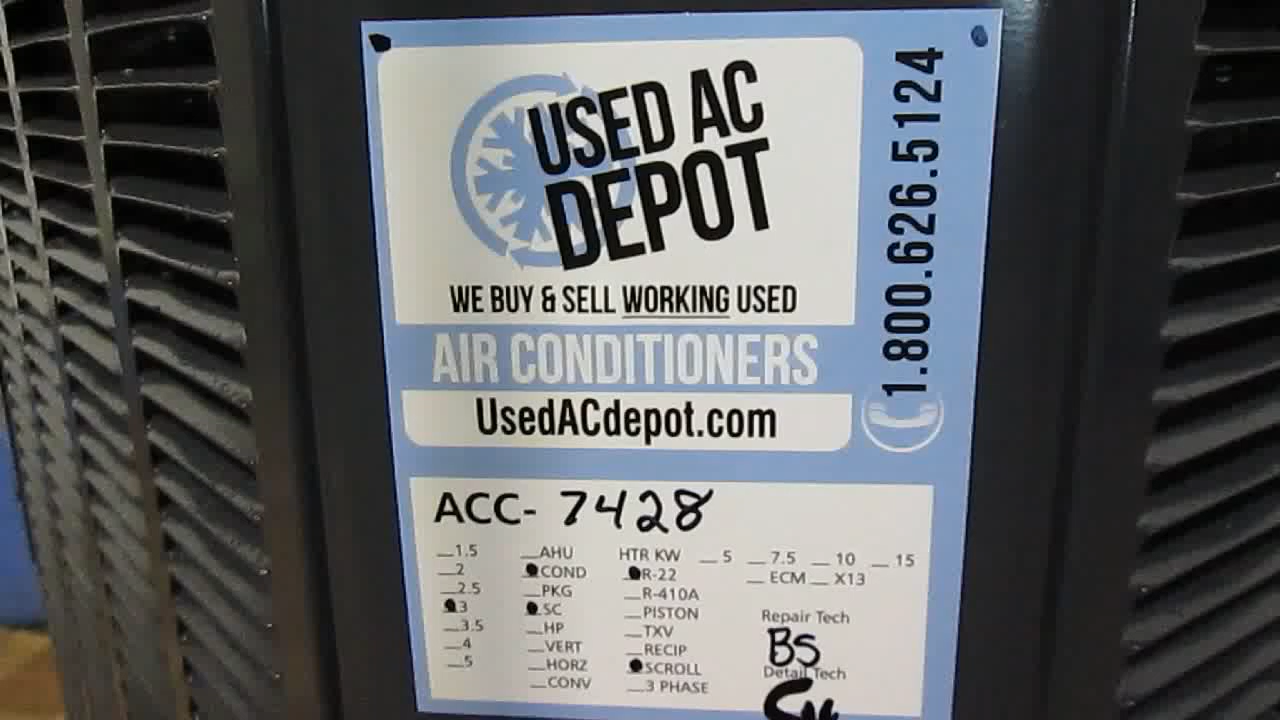 USED AC
DEPOT
WE BUY & SELL WORKING USED
AIR CONDITIONERS
UsedACdepot.com
1.800.626.5124
ACC- 7428
1.5
2
2.5
3
3.5
4
5
AHU
COND
PKG
SC
HP
VERT
HORZ
CONV
HTR KW 5 7.5 10 15
R-22 ECM X13
R-410A
PISTON
TXV
RECIP
SCROLL
3 PHASE
Repair Tech
BS
Detail Tech